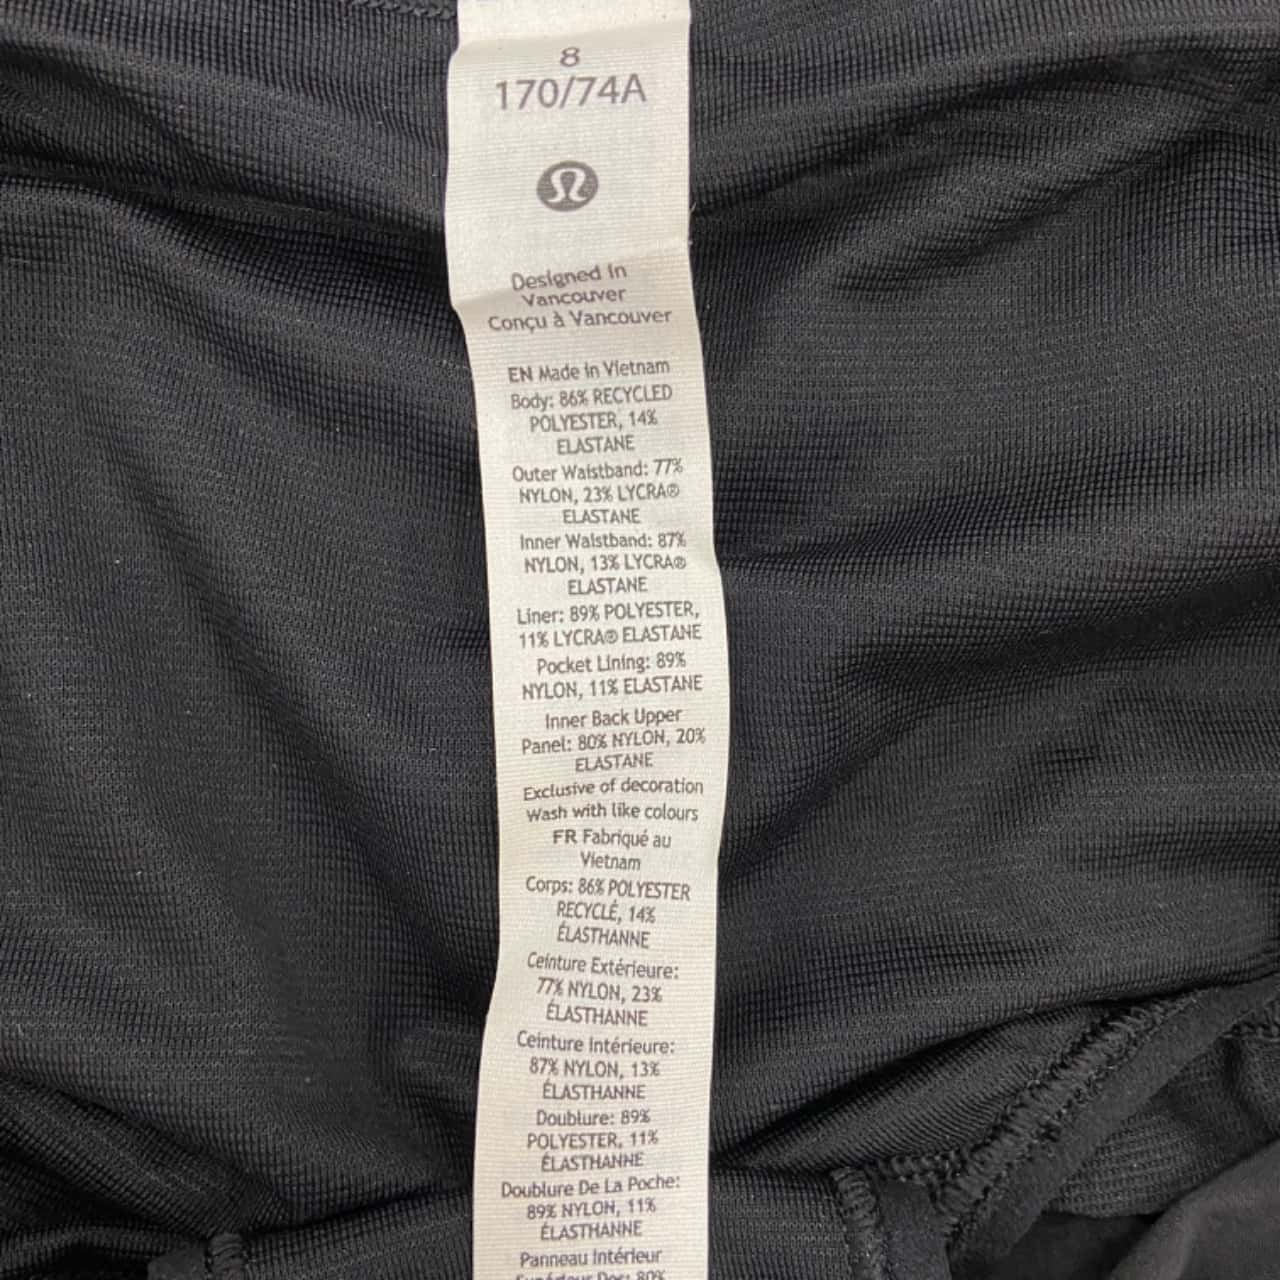 8
170/74A
Designed in
Vancouver
Conçu à Vancouver
EN Made in Vietnam
Body: 86% RECYCLED
POLYESTER, 14%
ELASTANE
Outer Waistband: 77%
NYLON, 23% LYCRA®
ELASTANE
Inner Waistband: 87%
NYLON, 13% LYCRA®
ELASTANE
Liner: 89% POLYESTER,
11% LYCRA® ELASTANE
Pocket Lining: 89%
NYLON, 11% ELASTANE
Inner Back Upper
Panel: 80% NYLON, 20%
ELASTANE
Exclusive of decoration
Wash with like colours
FR Fabriqué au
Vietnam
Corps: 86% POLYESTER
RECYCLÉ, 14%
ÉLASTHANNE
Ceinture Extérieure:
77% NYLON, 23%
ÉLASTHANNE
Ceinture Intérieure:
87% NYLON, 13%
ÉLASTHANNE
Doublure: 89%
POLYESTER, 11%
ÉLASTHANNE
Doublure De La Poche:
89% NYLON, 11%
ÉLASTHANNE
Panneau Intérieur
Supérieur Dos: 80%